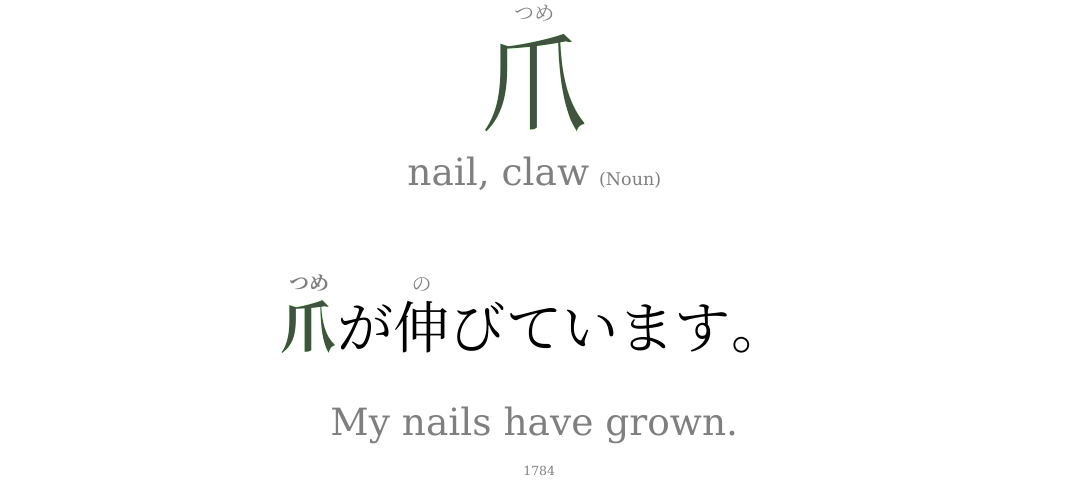 つめ
爪
nail, claw (Noun)
つめ の
爪が伸びています。
My nails have grown.
1784